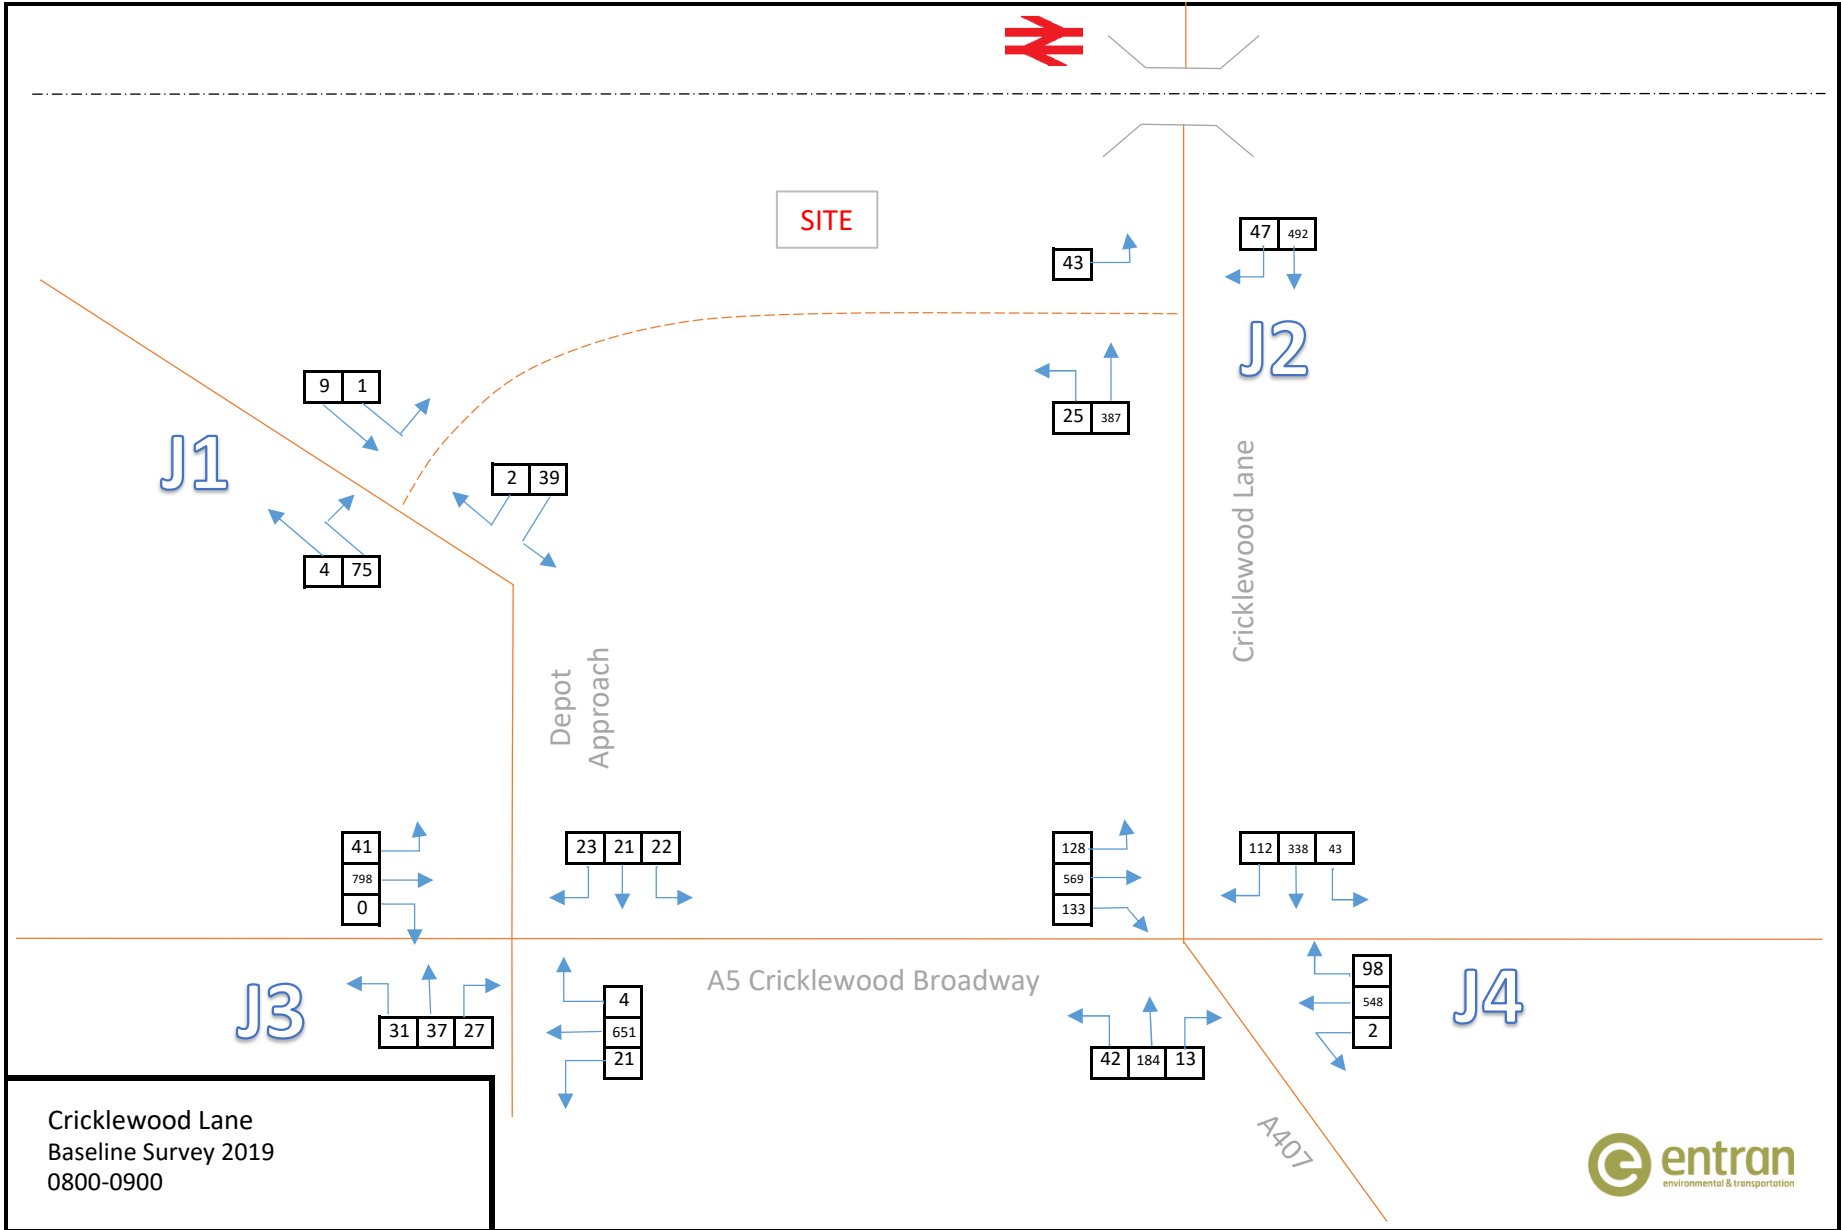 SITE
47 492
43
J2
25 387
9 1
J1
2 39
4 75
Cricklewood Lane
Depot
Approach
41
798
0
23 21 22
128
569
133
112 338 43
A5 Cricklewood Broadway
J3
31 37 27
4
651
21
42 184 13
98
548
2
J4
A407
Cricklewood Lane
Baseline Survey 2019
0800-0900
e entran
environmental & transportation